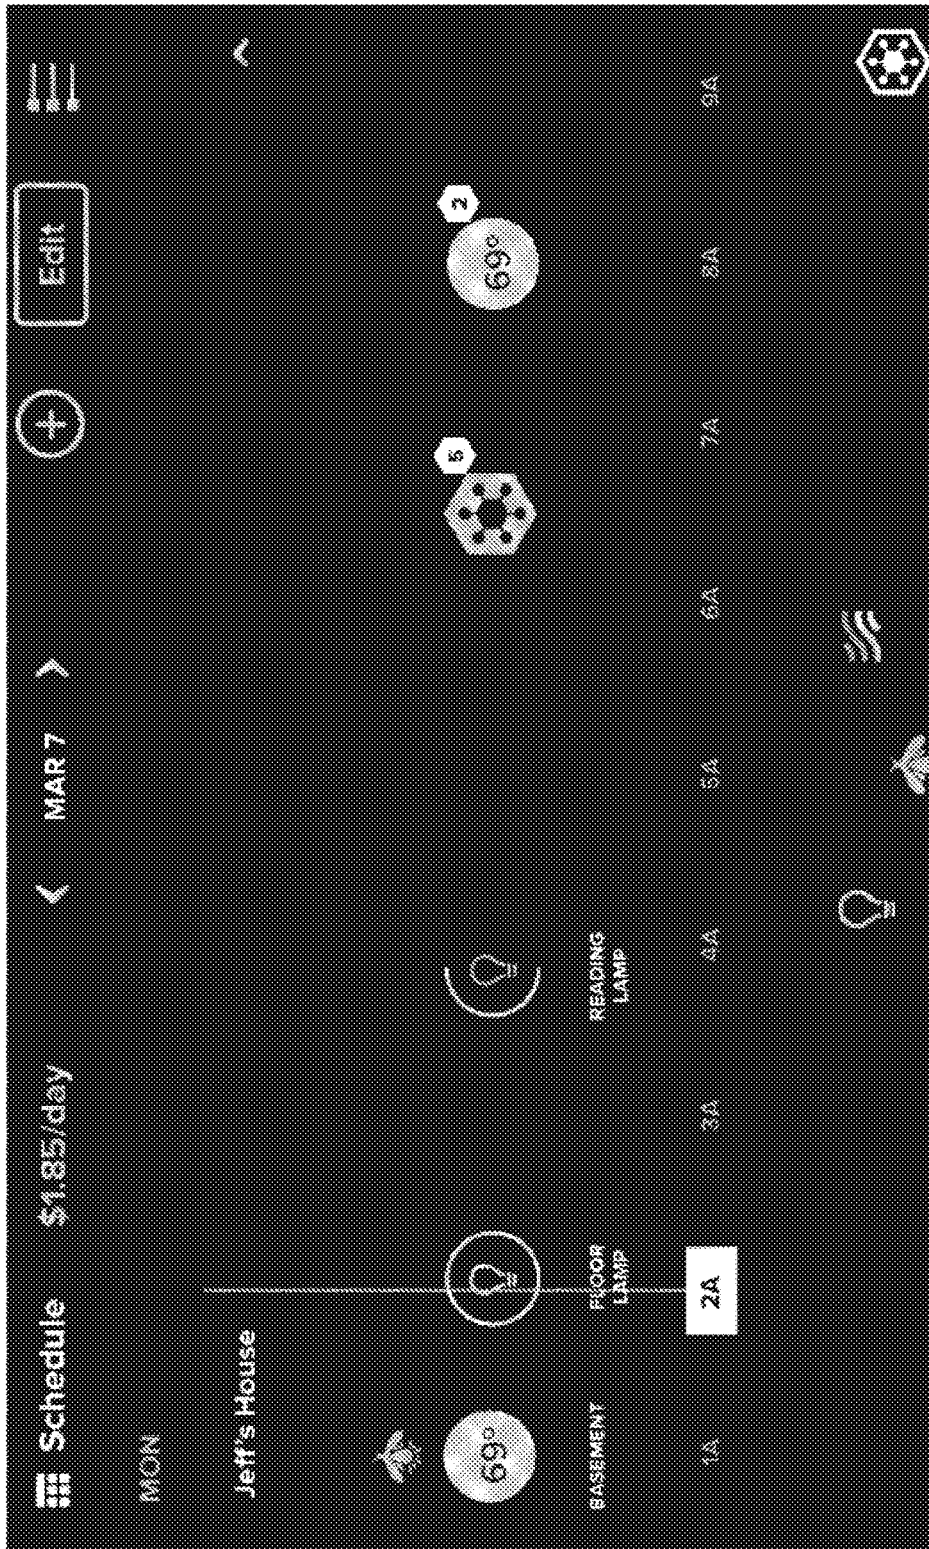 Schedule $1.85/day MAR 7 + Edit
MON
Jeff's House
5 2
69° 69°
BASEMENT FLOOR LAMP READING LAMP
1A 2A 3A 4A 5A 6A 7A 8A 9A